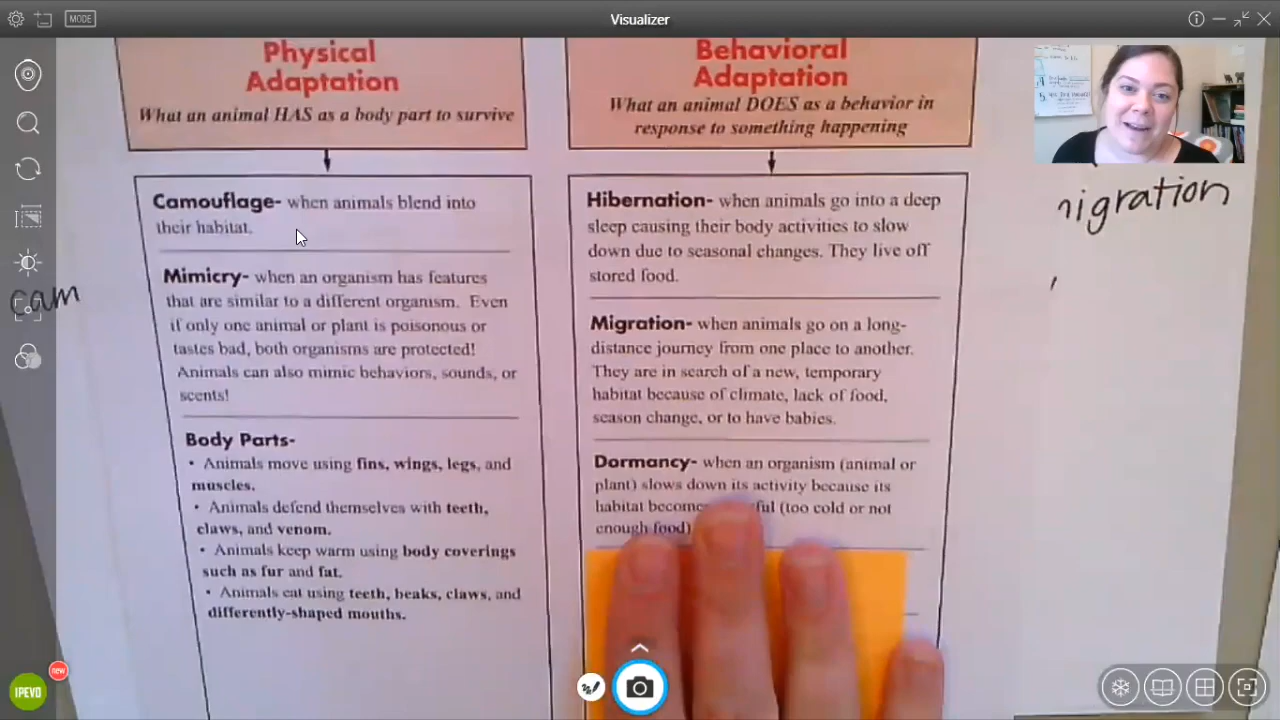 MODE
Visualizer
Physical
Adaptation
What an animal HAS as a body part to survive
Camouflage- when animals blend into
their habitat.
Mimicry- when an organism has features
that are similar to a different organism. Even
if only one animal or plant is poisonous or
tastes bad, both organisms are protected!
Animals can also mimic behaviors, sounds, or
scents!
Body Parts-
• Animals move using fins, wings, legs, and
muscles.
• Animals defend themselves with teeth,
claws, and venom.
• Animals keep warm using body coverings
such as fur and fat.
• Animals eat using teeth, beaks, claws, and
differently-shaped mouths.
Behavioral
Adaptation
What an animal DOES as a behavior in
response to something happening
Hibernation- when animals go into a deep
sleep causing their body activities to slow
down due to seasonal changes. They live off
stored food.
Migration- when animals go on a long-
distance journey from one place to another.
They are in search of a new, temporary
habitat because of climate, lack of food,
season change, or to have babies.
Dormancy- when an organism (animal or
plant) slows down its activity because its
habitat (too cold or not
enough food)
cam
migration
new
IPEVO